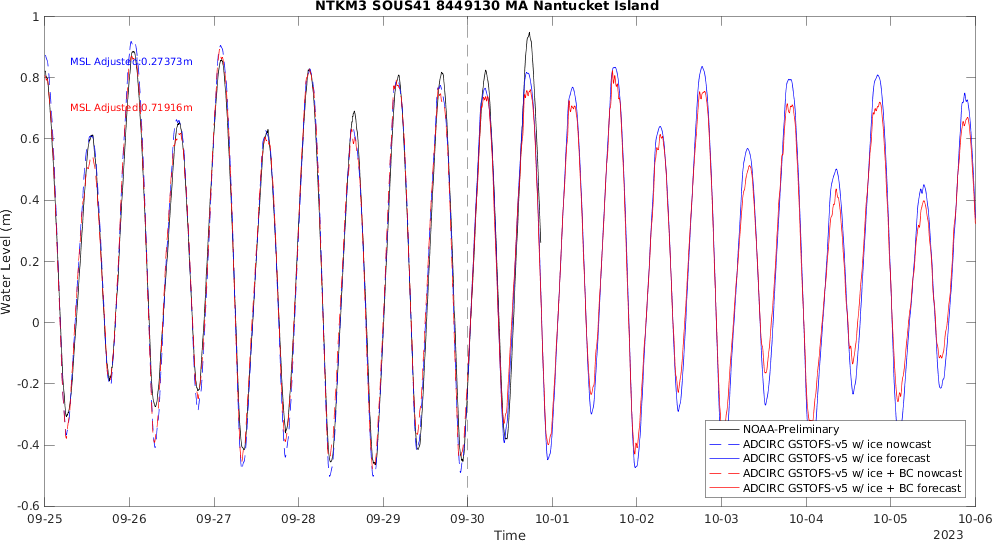 NTKM3 SOUS41 8449130 MA Nantucket Island
MSL Adjusted:0.27373m
MSL Adjusted:0.71916m
Water Level (m)
1
0.8
0.6
0.4
0.2
0
-0.2
-0.4
-0.6
NOAA-Preliminary
ADCIRC GSTOFS-v5 w/ ice nowcast
ADCIRC GSTOFS-v5 w/ ice forecast
ADCIRC GSTOFS-v5 w/ ice + BC nowcast
ADCIRC GSTOFS-v5 w/ ice + BC forecast
09-25 09-26 09-27 09-28 09-29 09-30 10-01 10-02 10-03 10-04 10-05 10-06
Time
2023